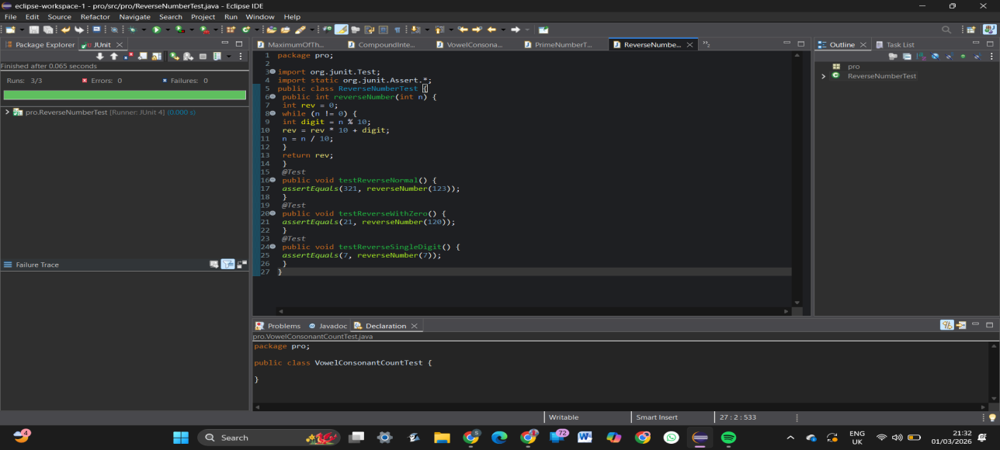 eclipse-workspace-1 - pro/src/pro/ReverseNumberTest.java - Eclipse IDE
File Edit Source Refactor Navigate Search Project Run Window Help
Package Explorer JUnit
Finished after 0.065 seconds
Runs: 3/3 Errors: 0 Failures: 0
pro.ReverseNumberTest [Runner: JUnit 4] (0.000 s)
Failure Trace
MaximumOfTh... CompoundInte... VowelConsona... PrimeNumberT... ReverseNumbe...
1 package pro;
2
3 import org.junit.Test;
4 import static org.junit.Assert.*;
5 public class ReverseNumberTest {
6 public int reverseNumber(int n) {
7 int rev = 0;
8 while (n != 0) {
9 int digit = n % 10;
10 rev = rev * 10 + digit;
11 n = n / 10;
12 }
13 return rev;
14 }
15 @Test
16 public void testReverseNormal() {
17 assertEquals(321, reverseNumber(123));
18 }
19 @Test
20 public void testReverseWithZero() {
21 assertEquals(21, reverseNumber(120));
22 }
23 @Test
24 public void testReverseSingleDigit() {
25 assertEquals(7, reverseNumber(7));
26 }
27 }
Outline Task List
pro
ReverseNumberTest
Problems Javadoc Declaration
pro.VowelConsonantCountTest.java
package pro;
public class VowelConsonantCountTest {
}
Writable Smart Insert 27 : 2 : 533
4
Search
72
ENG
UK
21:32
01/03/2026